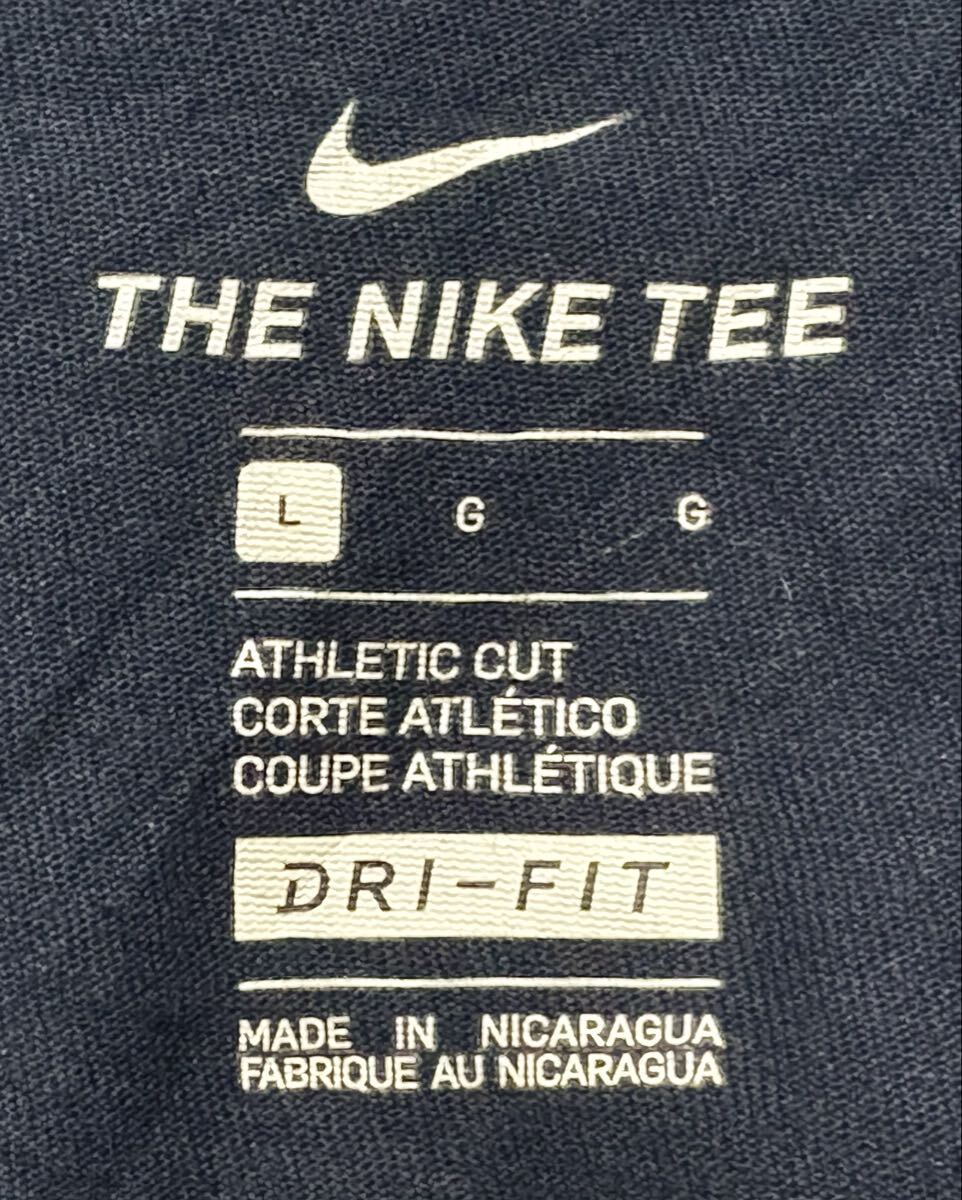 THE NIKE TEE
L G G
ATHLETIC CUT
CORTE ATLÉTICO
COUPE ATHLÉTIQUE
DRI-FIT
MADE IN NICARAGUA
FABRIQUE AU NICARAGUA